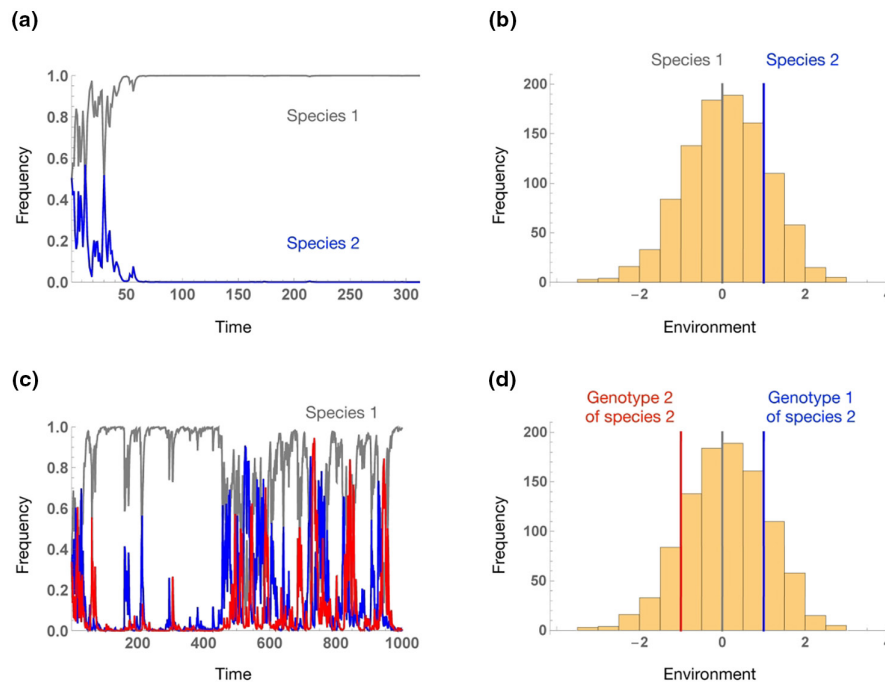 (a)
(b)
Species 1
Species 2
1.0
0.8
0.6
0.4
0.2
0.0
Frequency
Species 1
Species 2
50
100
150
200
250
300
Time
200
150
100
50
0
Frequency
−2
0
2
Environment
(c)
(d)
Species 1
1.0
0.8
0.6
0.4
0.2
0.0
Frequency
200
400
600
800
1000
Time
Genotype 2
of species 2
Genotype 1
of species 2
200
150
100
50
0
Frequency
−2
0
2
Environment